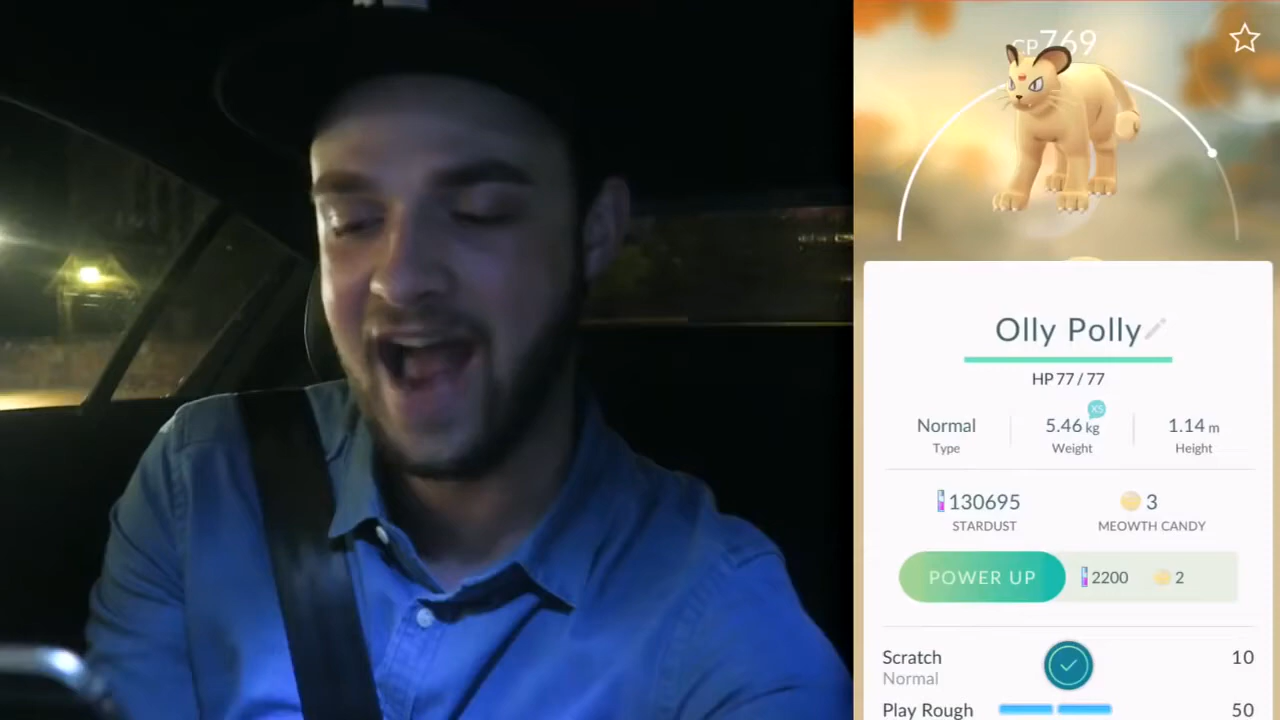 CP769
Olly Polly
HP 77 / 77
XS
Normal
Type
5.46 kg
Weight
1.14 m
Height
130695
STARDUST
3
MEOWTH CANDY
POWER UP
2200
2
Scratch
Normal
10
Play Rough
50